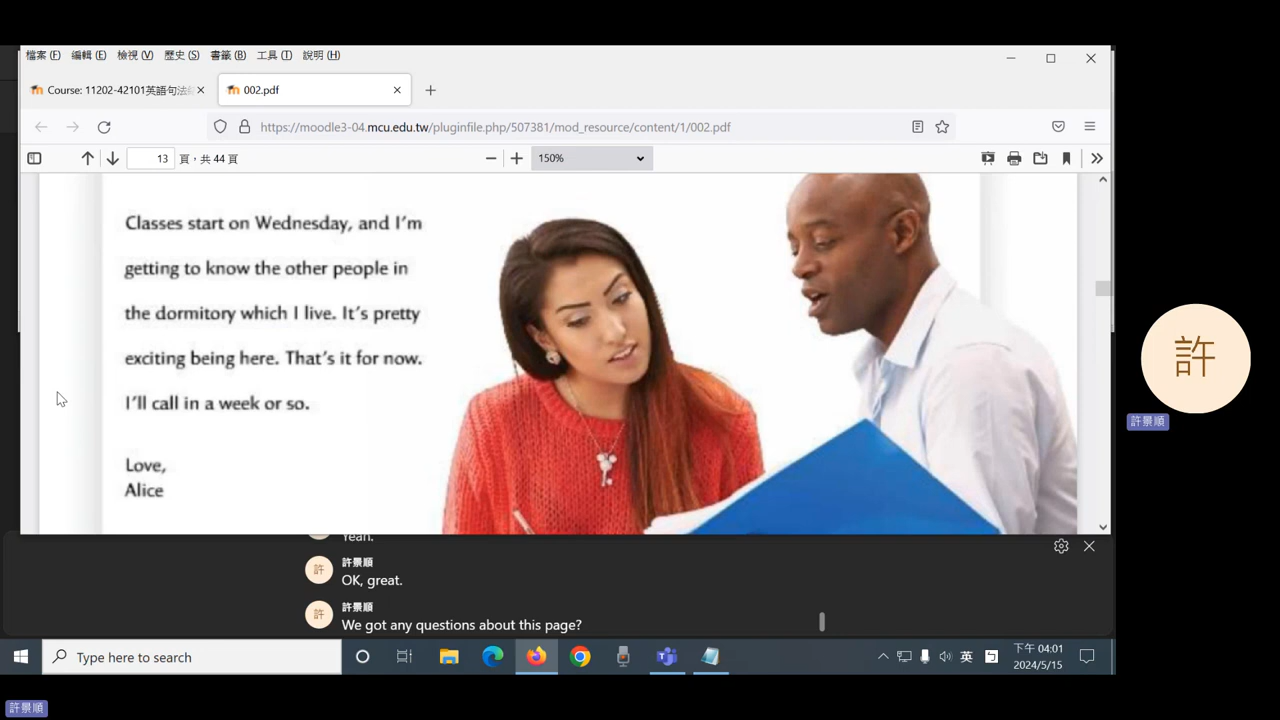 檔案(F) 編輯(E) 檢視(V) 歷史(S) 書籤(B) 工具(T) 說明(H)
Course: 11202-42101英語句法
002.pdf
https://moodle3-04.mcu.edu.tw/pluginfile.php/507381/mod_resource/content/1/002.pdf
13 頁，共 44 頁
150%
Classes start on Wednesday, and I'm
getting to know the other people in
the dormitory which I live. It's pretty
exciting being here. That's it for now.
I'll call in a week or so.
Love,
Alice
許
許景順
Yeah.
許 許景順
OK, great.
許 許景順
We got any questions about this page?
Type here to search
英
下午 04:01
2024/5/15
許景順